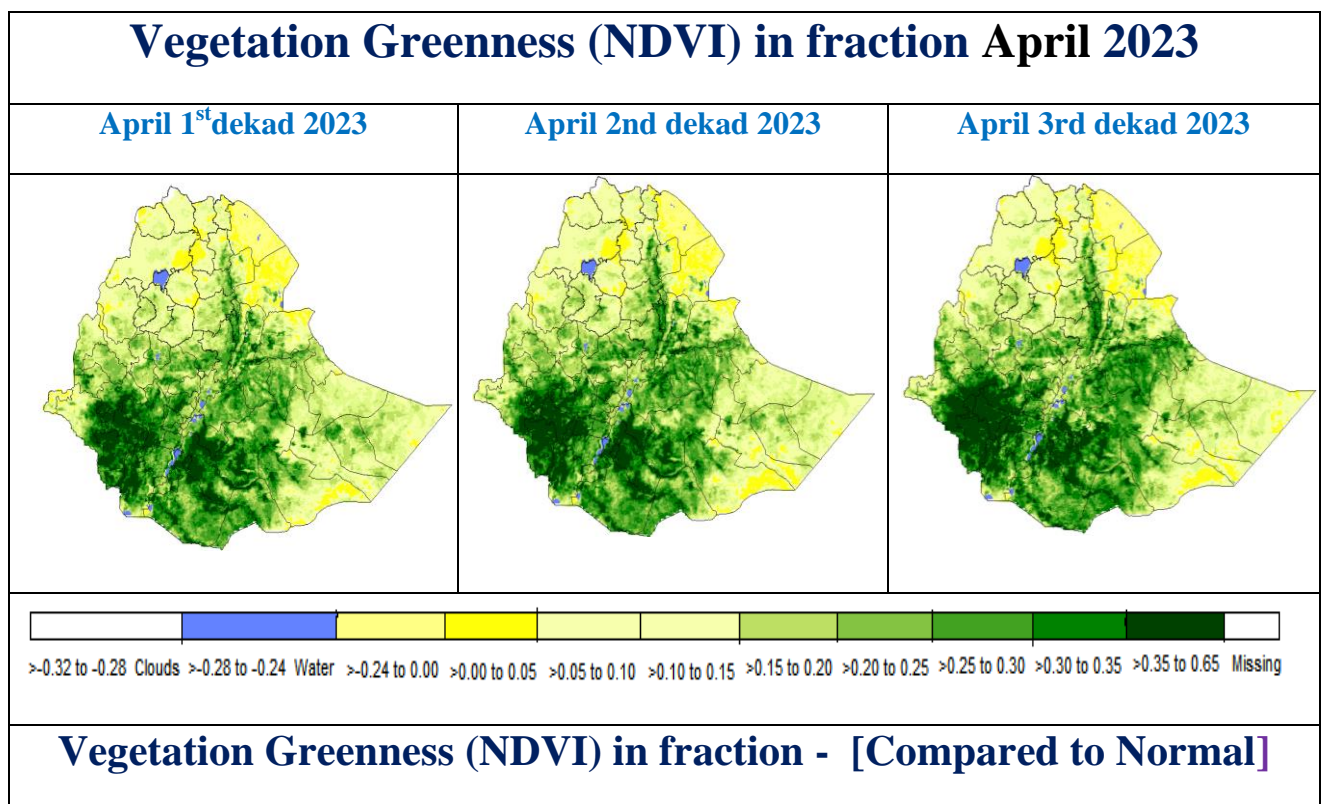 Vegetation Greenness (NDVI) in fraction April 2023
April 1stdekad 2023
April 2nd dekad 2023
April 3rd dekad 2023
>-0.32 to -0.28 Clouds >-0.28 to -0.24 Water >-0.24 to 0.00 >0.00 to 0.05 >0.05 to 0.10 >0.10 to 0.15 >0.15 to 0.20 >0.20 to 0.25 >0.25 to 0.30 >0.30 to 0.35 >0.35 to 0.65 Missing
Vegetation Greenness (NDVI) in fraction - [Compared to Normal]